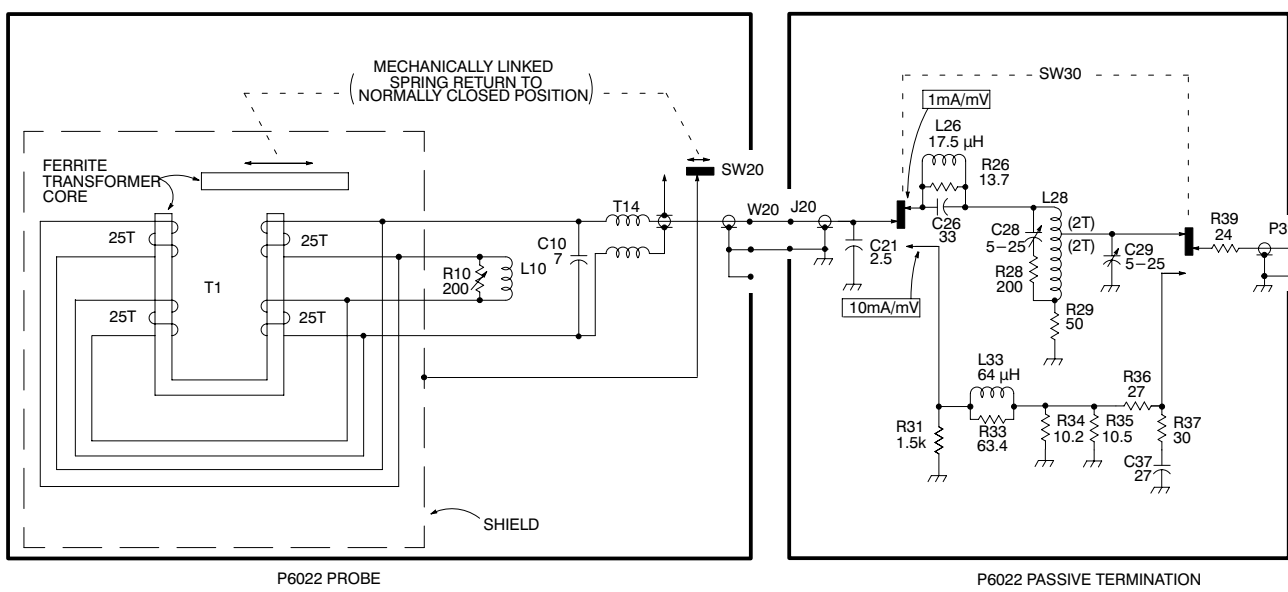 MECHANICALLY LINKED
SPRING RETURN TO
NORMALLY CLOSED POSITION
FERRITE
TRANSFORMER
CORE
25T
25T
T1
25T
25T
SHIELD
R10
200
L10
C10
7
T14
SW20
W20
J20
P6022 PROBE
SW30
1mA/mV
L26
17.5 μH
R26
13.7
C26
33
C21
2.5
10mA/mV
L28
C28
5–25
(2T)
(2T)
R28
200
C29
5–25
R29
50
R39
24
P3
L33
64 μH
R33
63.4
R31
1.5k
R34
10.2
R35
10.5
R36
27
R37
30
C37
27
P6022 PASSIVE TERMINATION